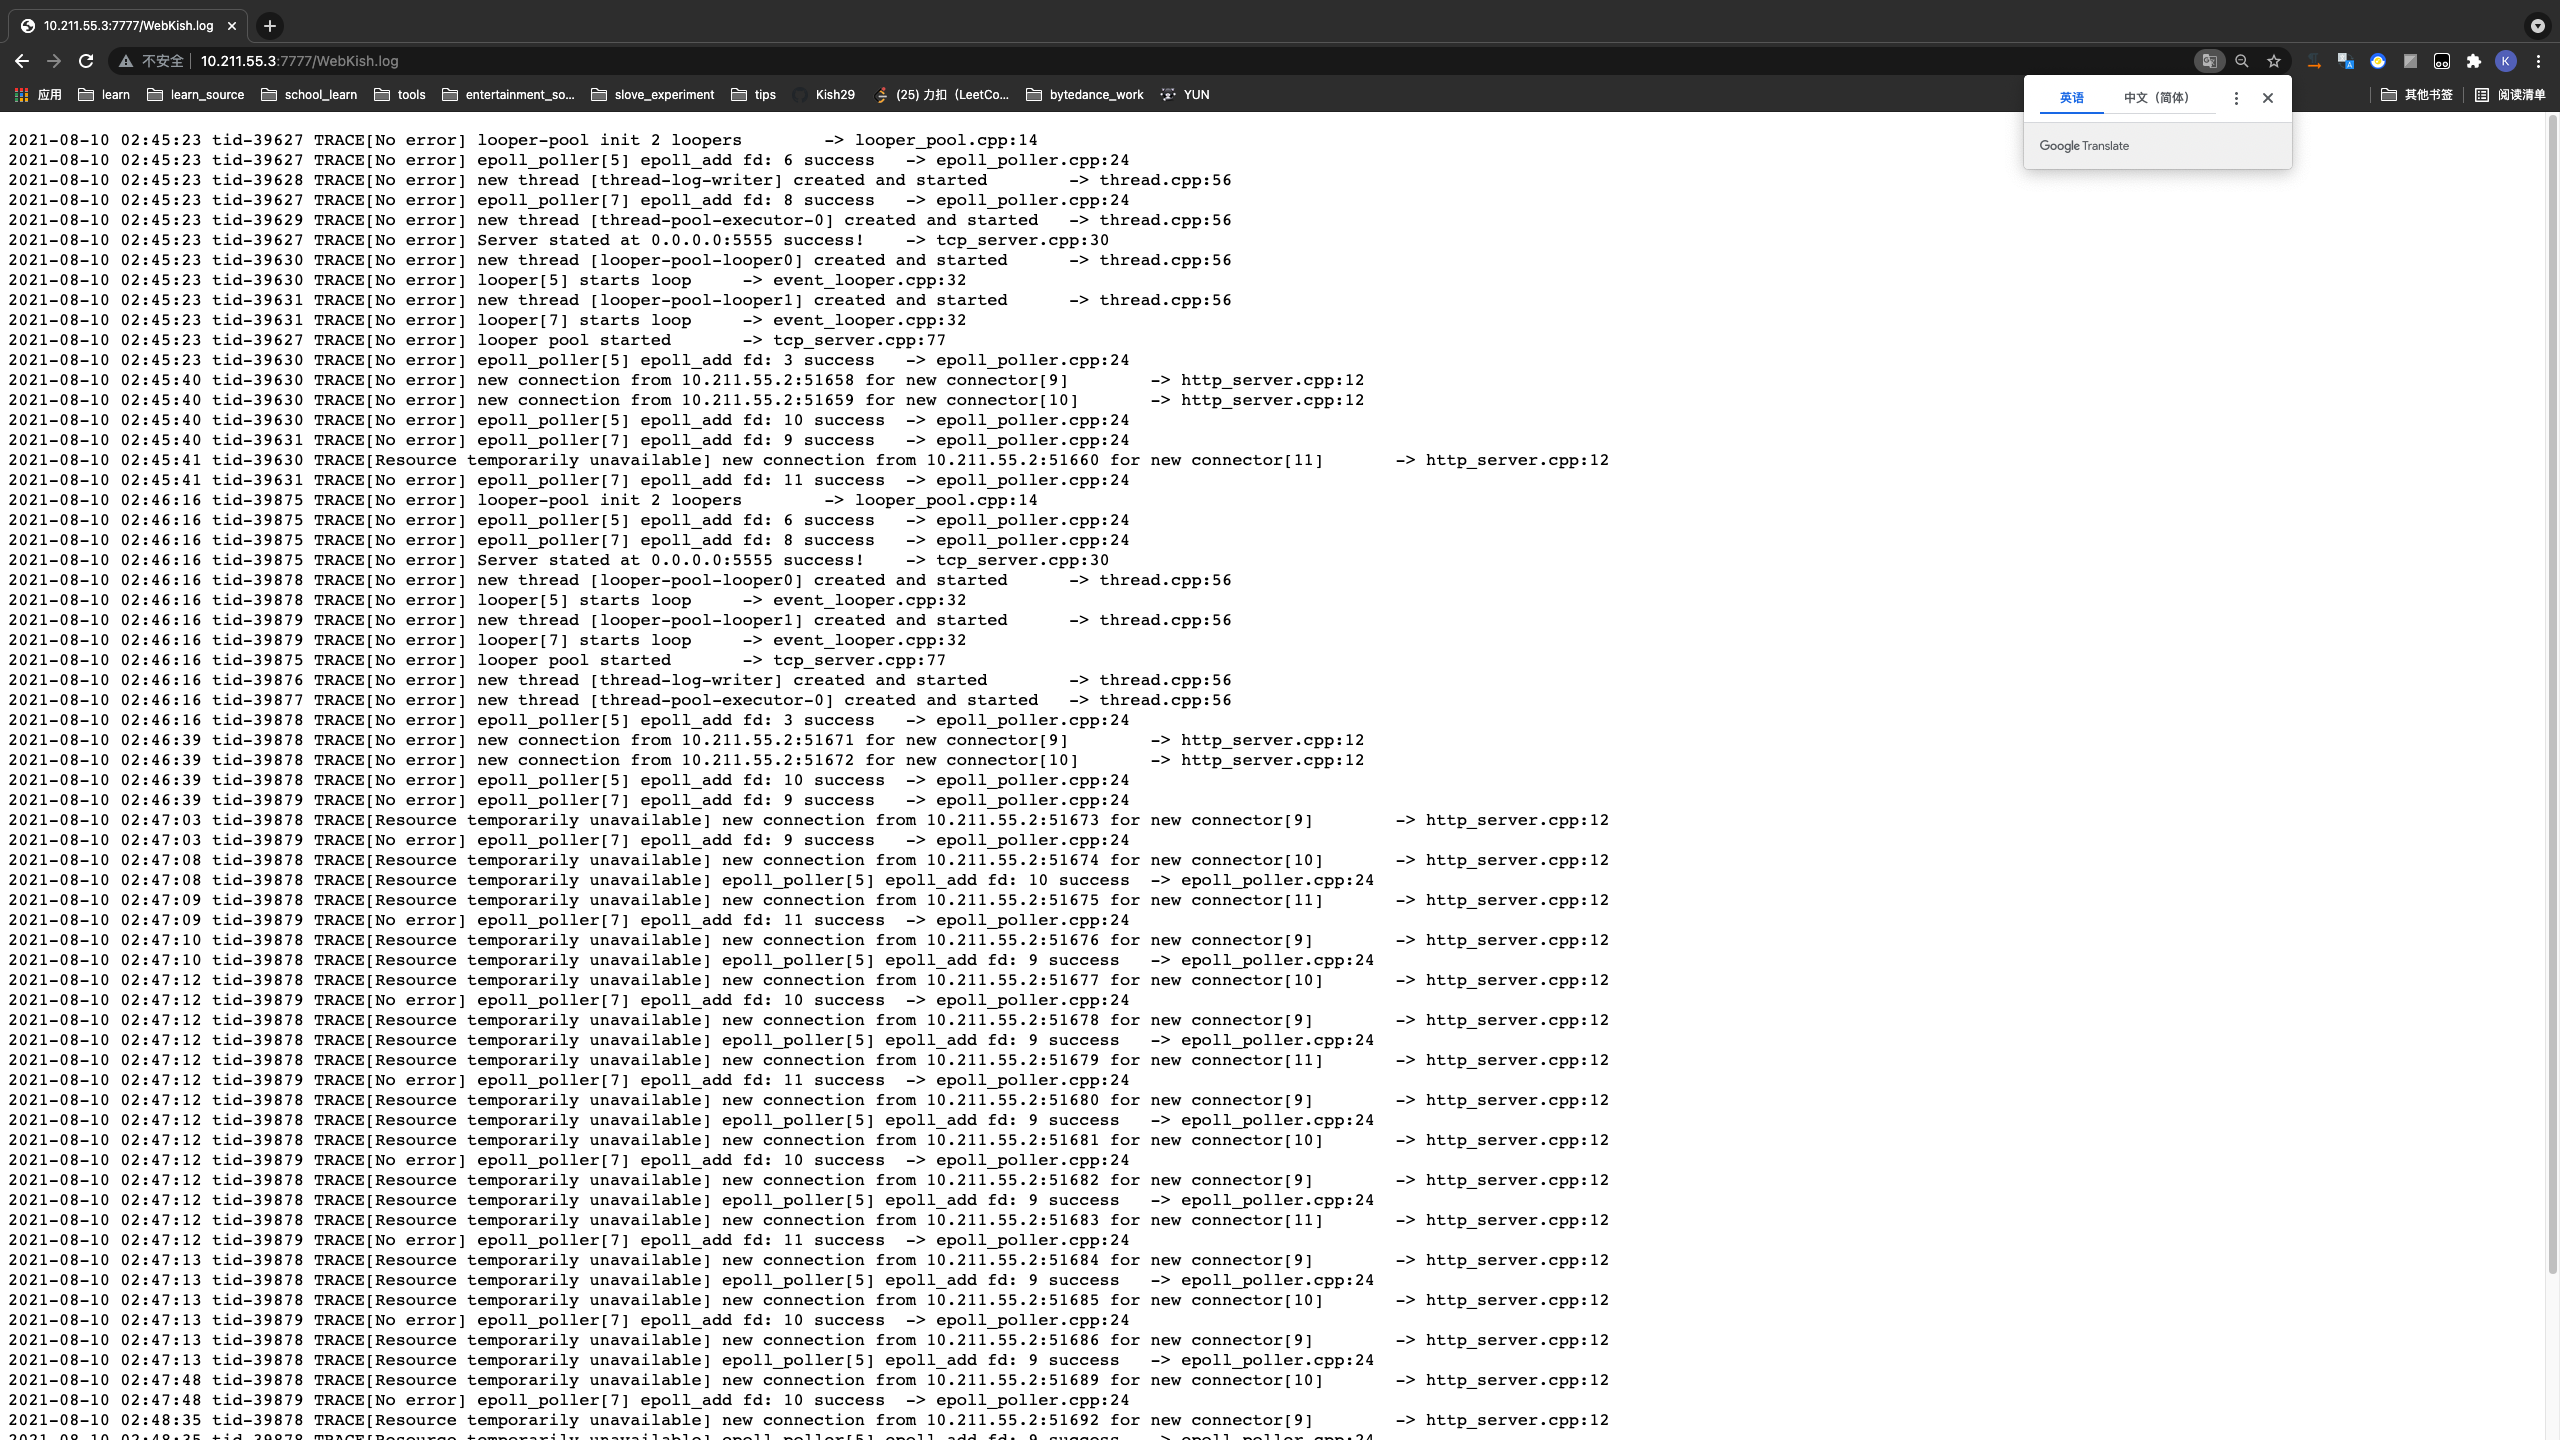 10.211.55.3:7777/WebKish.log
不安全 10.211.55.3:7777/WebKish.log
K
应用 learn learn_source school_learn tools entertainment_so... slove_experiment tips Kish29 (25) 力扣 (LeetCo... bytedance_work YUN 其他书签 阅读清单
英语 中文（简体）
Google Translate
2021-08-10 02:45:23 tid-39627 TRACE[No error] looper-pool init 2 loopers -> looper_pool.cpp:14
2021-08-10 02:45:23 tid-39627 TRACE[No error] epoll_poller[5] epoll_add fd: 6 success -> epoll_poller.cpp:24
2021-08-10 02:45:23 tid-39628 TRACE[No error] new thread [thread-log-writer] created and started -> thread.cpp:56
2021-08-10 02:45:23 tid-39627 TRACE[No error] epoll_poller[7] epoll_add fd: 8 success -> epoll_poller.cpp:24
2021-08-10 02:45:23 tid-39629 TRACE[No error] new thread [thread-pool-executor-0] created and started -> thread.cpp:56
2021-08-10 02:45:23 tid-39627 TRACE[No error] Server stated at 0.0.0.0:5555 success! -> tcp_server.cpp:30
2021-08-10 02:45:23 tid-39630 TRACE[No error] new thread [looper-pool-looper0] created and started -> thread.cpp:56
2021-08-10 02:45:23 tid-39630 TRACE[No error] looper[5] starts loop -> event_looper.cpp:32
2021-08-10 02:45:23 tid-39631 TRACE[No error] new thread [looper-pool-looper1] created and started -> thread.cpp:56
2021-08-10 02:45:23 tid-39631 TRACE[No error] looper[7] starts loop -> event_looper.cpp:32
2021-08-10 02:45:23 tid-39627 TRACE[No error] looper pool started -> tcp_server.cpp:77
2021-08-10 02:45:23 tid-39630 TRACE[No error] epoll_poller[5] epoll_add fd: 3 success -> epoll_poller.cpp:24
2021-08-10 02:45:40 tid-39630 TRACE[No error] new connection from 10.211.55.2:51658 for new connector[9] -> http_server.cpp:12
2021-08-10 02:45:40 tid-39630 TRACE[No error] new connection from 10.211.55.2:51659 for new connector[10] -> http_server.cpp:12
2021-08-10 02:45:40 tid-39630 TRACE[No error] epoll_poller[5] epoll_add fd: 10 success -> epoll_poller.cpp:24
2021-08-10 02:45:40 tid-39631 TRACE[No error] epoll_poller[7] epoll_add fd: 9 success -> epoll_poller.cpp:24
2021-08-10 02:45:41 tid-39630 TRACE[Resource temporarily unavailable] new connection from 10.211.55.2:51660 for new connector[11] -> http_server.cpp:12
2021-08-10 02:45:41 tid-39631 TRACE[No error] epoll_poller[7] epoll_add fd: 11 success -> epoll_poller.cpp:24
2021-08-10 02:46:16 tid-39875 TRACE[No error] looper-pool init 2 loopers -> looper_pool.cpp:14
2021-08-10 02:46:16 tid-39875 TRACE[No error] epoll_poller[5] epoll_add fd: 6 success -> epoll_poller.cpp:24
2021-08-10 02:46:16 tid-39875 TRACE[No error] epoll_poller[7] epoll_add fd: 8 success -> epoll_poller.cpp:24
2021-08-10 02:46:16 tid-39875 TRACE[No error] Server stated at 0.0.0.0:5555 success! -> tcp_server.cpp:30
2021-08-10 02:46:16 tid-39878 TRACE[No error] new thread [looper-pool-looper0] created and started -> thread.cpp:56
2021-08-10 02:46:16 tid-39878 TRACE[No error] looper[5] starts loop -> event_looper.cpp:32
2021-08-10 02:46:16 tid-39879 TRACE[No error] new thread [looper-pool-looper1] created and started -> thread.cpp:56
2021-08-10 02:46:16 tid-39879 TRACE[No error] looper[7] starts loop -> event_looper.cpp:32
2021-08-10 02:46:16 tid-39875 TRACE[No error] looper pool started -> tcp_server.cpp:77
2021-08-10 02:46:16 tid-39876 TRACE[No error] new thread [thread-log-writer] created and started -> thread.cpp:56
2021-08-10 02:46:16 tid-39877 TRACE[No error] new thread [thread-pool-executor-0] created and started -> thread.cpp:56
2021-08-10 02:46:16 tid-39878 TRACE[No error] epoll_poller[5] epoll_add fd: 3 success -> epoll_poller.cpp:24
2021-08-10 02:46:39 tid-39878 TRACE[No error] new connection from 10.211.55.2:51671 for new connector[9] -> http_server.cpp:12
2021-08-10 02:46:39 tid-39878 TRACE[No error] new connection from 10.211.55.2:51672 for new connector[10] -> http_server.cpp:12
2021-08-10 02:46:39 tid-39878 TRACE[No error] epoll_poller[5] epoll_add fd: 10 success -> epoll_poller.cpp:24
2021-08-10 02:46:39 tid-39879 TRACE[No error] epoll_poller[7] epoll_add fd: 9 success -> epoll_poller.cpp:24
2021-08-10 02:47:03 tid-39878 TRACE[Resource temporarily unavailable] new connection from 10.211.55.2:51673 for new connector[9] -> http_server.cpp:12
2021-08-10 02:47:03 tid-39879 TRACE[No error] epoll_poller[7] epoll_add fd: 9 success -> epoll_poller.cpp:24
2021-08-10 02:47:08 tid-39878 TRACE[Resource temporarily unavailable] new connection from 10.211.55.2:51674 for new connector[10] -> http_server.cpp:12
2021-08-10 02:47:08 tid-39878 TRACE[Resource temporarily unavailable] epoll_poller[5] epoll_add fd: 10 success -> epoll_poller.cpp:24
2021-08-10 02:47:09 tid-39878 TRACE[Resource temporarily unavailable] new connection from 10.211.55.2:51675 for new connector[11] -> http_server.cpp:12
2021-08-10 02:47:09 tid-39879 TRACE[No error] epoll_poller[7] epoll_add fd: 11 success -> epoll_poller.cpp:24
2021-08-10 02:47:10 tid-39878 TRACE[Resource temporarily unavailable] new connection from 10.211.55.2:51676 for new connector[9] -> http_server.cpp:12
2021-08-10 02:47:10 tid-39878 TRACE[Resource temporarily unavailable] epoll_poller[5] epoll_add fd: 9 success -> epoll_poller.cpp:24
2021-08-10 02:47:12 tid-39878 TRACE[Resource temporarily unavailable] new connection from 10.211.55.2:51677 for new connector[10] -> http_server.cpp:12
2021-08-10 02:47:12 tid-39879 TRACE[No error] epoll_poller[7] epoll_add fd: 10 success -> epoll_poller.cpp:24
2021-08-10 02:47:12 tid-39878 TRACE[Resource temporarily unavailable] new connection from 10.211.55.2:51678 for new connector[9] -> http_server.cpp:12
2021-08-10 02:47:12 tid-39878 TRACE[Resource temporarily unavailable] epoll_poller[5] epoll_add fd: 9 success -> epoll_poller.cpp:24
2021-08-10 02:47:12 tid-39878 TRACE[Resource temporarily unavailable] new connection from 10.211.55.2:51679 for new connector[11] -> http_server.cpp:12
2021-08-10 02:47:12 tid-39879 TRACE[No error] epoll_poller[7] epoll_add fd: 11 success -> epoll_poller.cpp:24
2021-08-10 02:47:12 tid-39878 TRACE[Resource temporarily unavailable] new connection from 10.211.55.2:51680 for new connector[9] -> http_server.cpp:12
2021-08-10 02:47:12 tid-39878 TRACE[Resource temporarily unavailable] epoll_poller[5] epoll_add fd: 9 success -> epoll_poller.cpp:24
2021-08-10 02:47:12 tid-39878 TRACE[Resource temporarily unavailable] new connection from 10.211.55.2:51681 for new connector[10] -> http_server.cpp:12
2021-08-10 02:47:12 tid-39879 TRACE[No error] epoll_poller[7] epoll_add fd: 10 success -> epoll_poller.cpp:24
2021-08-10 02:47:12 tid-39878 TRACE[Resource temporarily unavailable] new connection from 10.211.55.2:51682 for new connector[9] -> http_server.cpp:12
2021-08-10 02:47:12 tid-39878 TRACE[Resource temporarily unavailable] epoll_poller[5] epoll_add fd: 9 success -> epoll_poller.cpp:24
2021-08-10 02:47:12 tid-39878 TRACE[Resource temporarily unavailable] new connection from 10.211.55.2:51683 for new connector[11] -> http_server.cpp:12
2021-08-10 02:47:12 tid-39879 TRACE[No error] epoll_poller[7] epoll_add fd: 11 success -> epoll_poller.cpp:24
2021-08-10 02:47:13 tid-39878 TRACE[Resource temporarily unavailable] new connection from 10.211.55.2:51684 for new connector[9] -> http_server.cpp:12
2021-08-10 02:47:13 tid-39878 TRACE[Resource temporarily unavailable] epoll_poller[5] epoll_add fd: 9 success -> epoll_poller.cpp:24
2021-08-10 02:47:13 tid-39878 TRACE[Resource temporarily unavailable] new connection from 10.211.55.2:51685 for new connector[10] -> http_server.cpp:12
2021-08-10 02:47:13 tid-39879 TRACE[No error] epoll_poller[7] epoll_add fd: 10 success -> epoll_poller.cpp:24
2021-08-10 02:47:13 tid-39878 TRACE[Resource temporarily unavailable] new connection from 10.211.55.2:51686 for new connector[9] -> http_server.cpp:12
2021-08-10 02:47:13 tid-39878 TRACE[Resource temporarily unavailable] epoll_poller[5] epoll_add fd: 9 success -> epoll_poller.cpp:24
2021-08-10 02:47:48 tid-39878 TRACE[Resource temporarily unavailable] new connection from 10.211.55.2:51689 for new connector[10] -> http_server.cpp:12
2021-08-10 02:47:48 tid-39879 TRACE[No error] epoll_poller[7] epoll_add fd: 10 success -> epoll_poller.cpp:24
2021-08-10 02:48:35 tid-39878 TRACE[Resource temporarily unavailable] new connection from 10.211.55.2:51692 for new connector[9] -> http_server.cpp:12
2021-08-10 02:48:35 tid-39878 TRACE[Resource temporarily unavailable] epoll_poller[5] epoll_add fd: 9 success -> epoll_poller.cpp:24